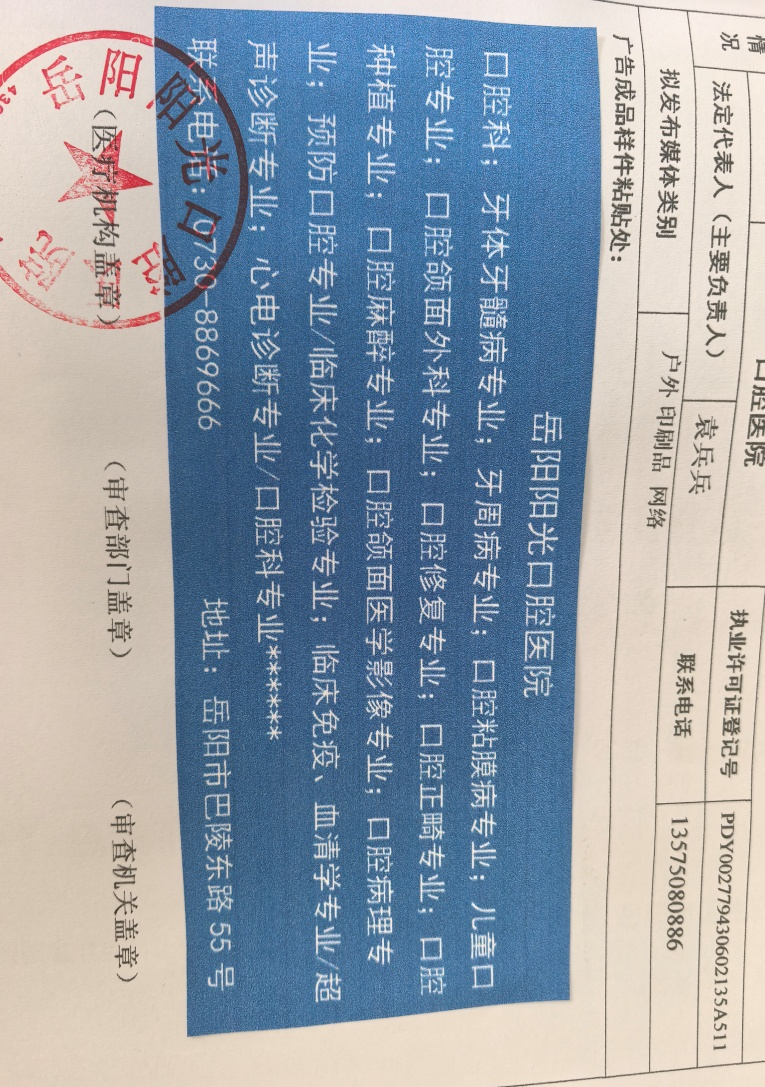 情
况
口腔医院
法定代表人（主要负责人） 袁兵兵 执业许可证登记号 PDY002779430602135A511
拟发布媒体类别 户外 印刷品 网络 联系电话 13575080886
广告成品样件粘贴处：
岳阳阳光口腔医院
口腔科；牙体牙髓病专业；牙周病专业；口腔粘膜病专业；儿童口
腔专业；口腔颌面外科专业；口腔修复专业；口腔正畸专业；口腔
种植专业；口腔麻醉专业；口腔颌面医学影像专业；口腔病理专
业；预防口腔专业/临床化学检验专业；临床免疫、血清学专业/超
声诊断专业；心电诊断专业/口腔科专业******
联系电话：0730-8869666 地址：岳阳市巴陵东路 55 号
（医疗机构盖章） （审查部门盖章） （审查机关盖章）
岳阳阳光口腔医院